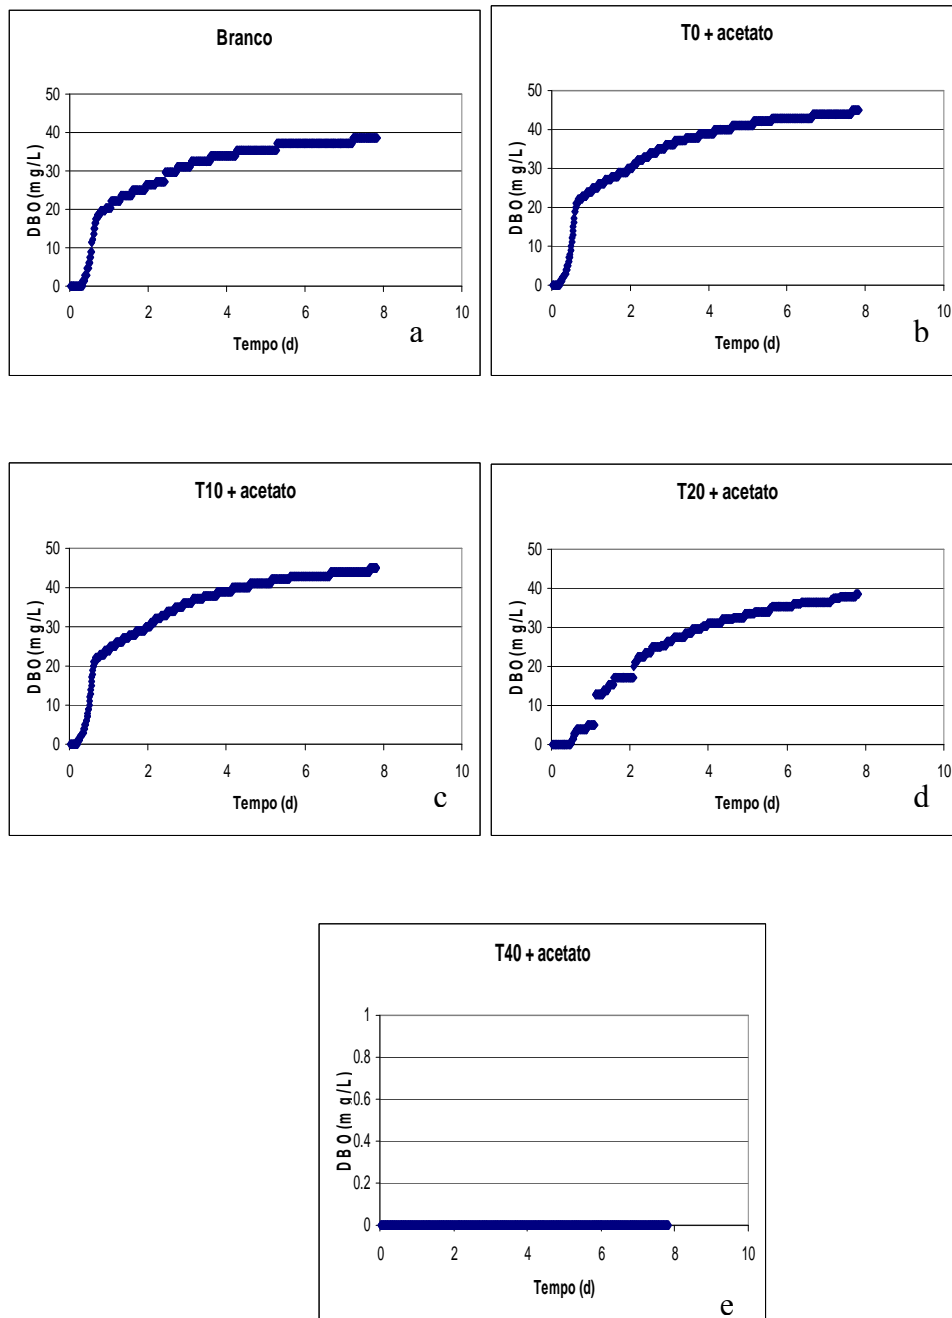 Branco
50
40
30
20
10
0
DBO (mg/L)
0 2 4 6 8 10
Tempo (d)
a
T0 + acetato
50
40
30
20
10
0
DBO (mg/L)
0 2 4 6 8 10
Tempo (d)
b
T10 + acetato
50
40
30
20
10
0
DBO (mg/L)
0 2 4 6 8 10
Tempo (d)
c
T20 + acetato
50
40
30
20
10
0
DBO (mg/L)
0 2 4 6 8 10
Tempo (d)
d
T40 + acetato
1
0.8
0.6
0.4
0.2
0
DBO (mg/L)
0 2 4 6 8 10
Tempo (d)
e